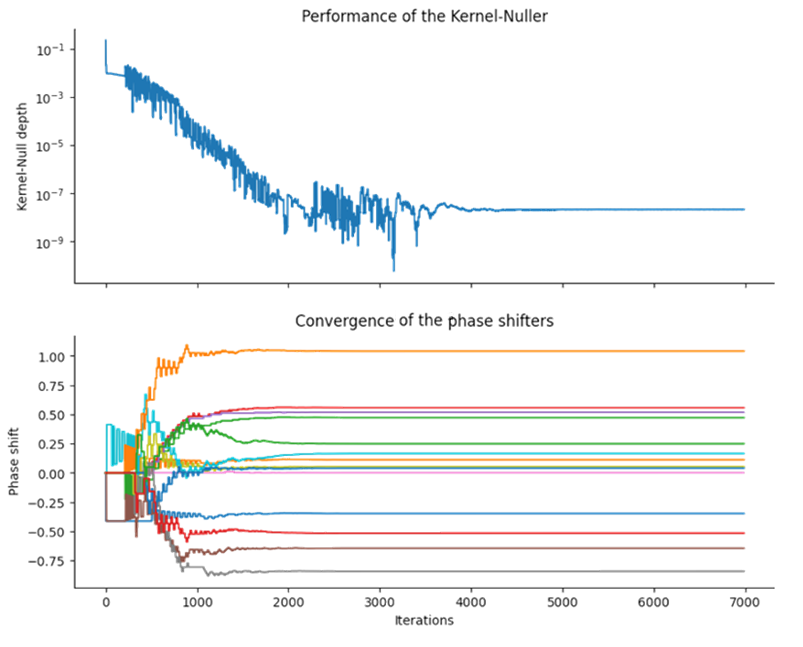 Performance of the Kernel-Nuller
10⁻¹
10⁻³
10⁻⁵
10⁻⁷
10⁻⁹
Kernel-Null depth
Convergence of the phase shifters
1.00
0.75
0.50
0.25
0.00
−0.25
−0.50
−0.75
Phase shift
0 1000 2000 3000 4000 5000 6000 7000
Iterations